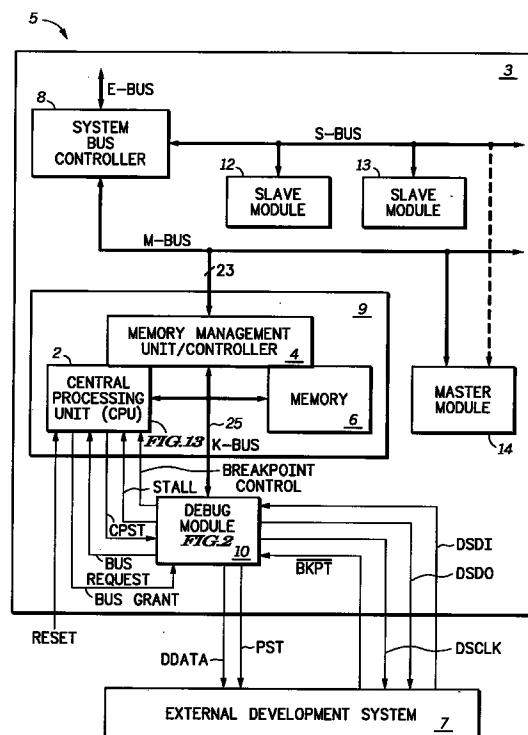 5
3
E-BUS
8
SYSTEM
BUS
CONTROLLER
S-BUS
12
SLAVE
MODULE
13
SLAVE
MODULE
M-BUS
23
9
MEMORY MANAGEMENT
UNIT/CONTROLLER
4
2
CENTRAL
PROCESSING
UNIT (CPU)
FIG.13
MEMORY
6
MASTER
MODULE
14
25
K-BUS
BREAKPOINT
CONTROL
STALL
CPST
BUS
REQUEST
BUS GRANT
DEBUG
MODULE
FIG.2
10
BKPT
DSDI
DSDO
RESET
DDATA
PST
DSCLK
EXTERNAL DEVELOPMENT SYSTEM
7